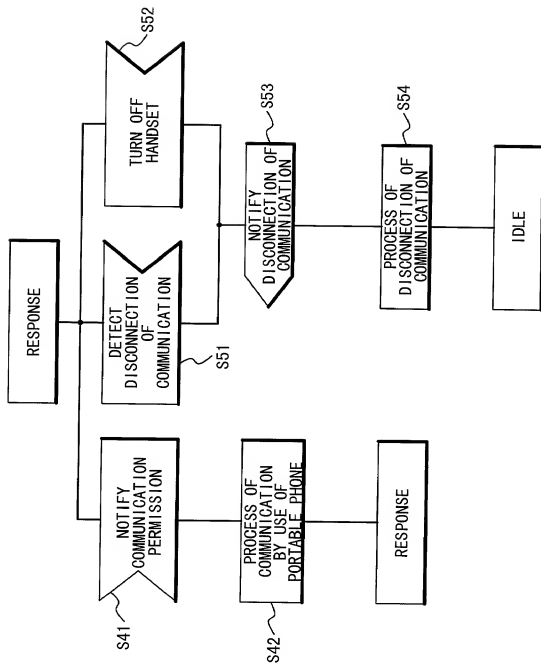 RESPONSE
NOTIFY
COMMUNICATION
PERMISSION
S41
DETECT
DISCONNECTION
OF
COMMUNICATION
S51
TURN OFF
HANDSET
S52
PROCESS OF
COMMUNICATION
BY USE OF
PORTABLE PHONE
S42
NOTIFY
DISCONNECTION OF
COMMUNICATION
S53
RESPONSE
PROCESS OF
DISCONNECTION OF
COMMUNICATION
S54
IDLE